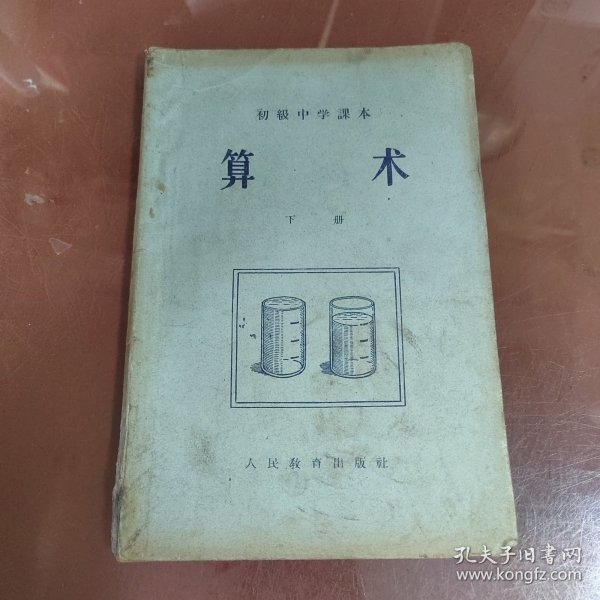 初級中学課本
算术
下册
人民教育出版社
孔夫子旧書网
www.kongfz.com